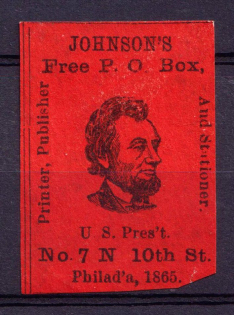 JOHNSON'S
Free P. O. Box,
Printer, Publisher
And Stationer.
U S. Pres't.
No. 7 N 10th St.
Philad'a, 1865.